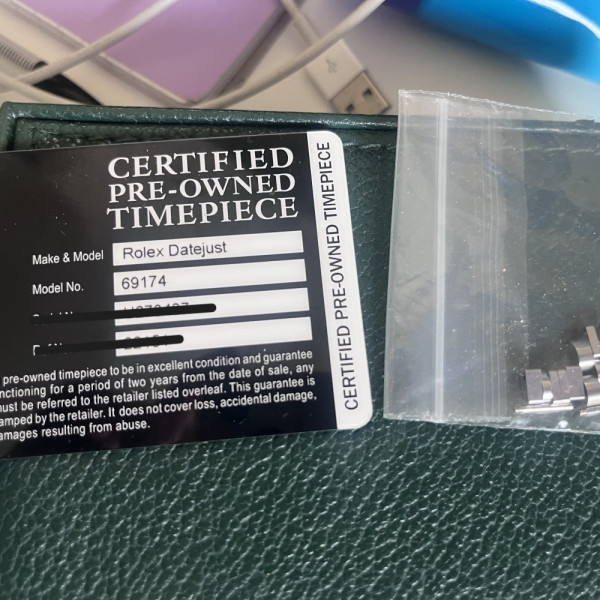 CERTIFIED
PRE-OWNED
TIMEPIECE
Make & Model Rolex Datejust
Model No. 69174
pre-owned timepiece to be in excellent condition and guarantee
nctioning for a period of two years from the date of sale, any
must be referred to the retailer listed overleaf. This guarantee is
amped by the retailer. It does not cover loss, accidental damage,
amages resulting from abuse.
CERTIFIED PRE-OWNED TIMEPIECE